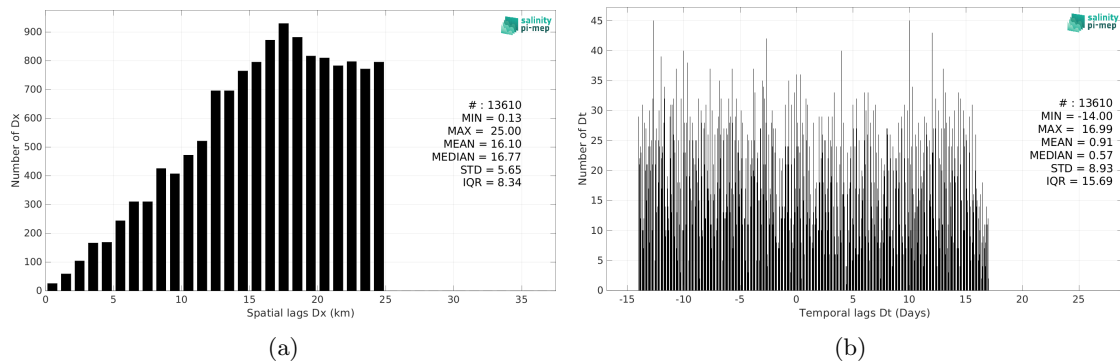 900
800
700
600
500
400
300
200
100
0
Number of Dx
0 5 10 15 20 25 30 35
Spatial lags Dx (km)
salinity
pi-mep
# : 13610
MIN = 0.13
MAX = 25.00
MEAN = 16.10
MEDIAN = 16.77
STD = 5.65
IQR = 8.34
(a)
45
40
35
30
25
20
15
10
5
0
Number of Dt
-15 -10 -5 0 5 10 15 20 25
Temporal lags Dt (Days)
salinity
pi-mep
# : 13610
MIN = -14.00
MAX = 16.99
MEAN = 0.91
MEDIAN = 0.57
STD = 8.93
IQR = 15.69
(b)